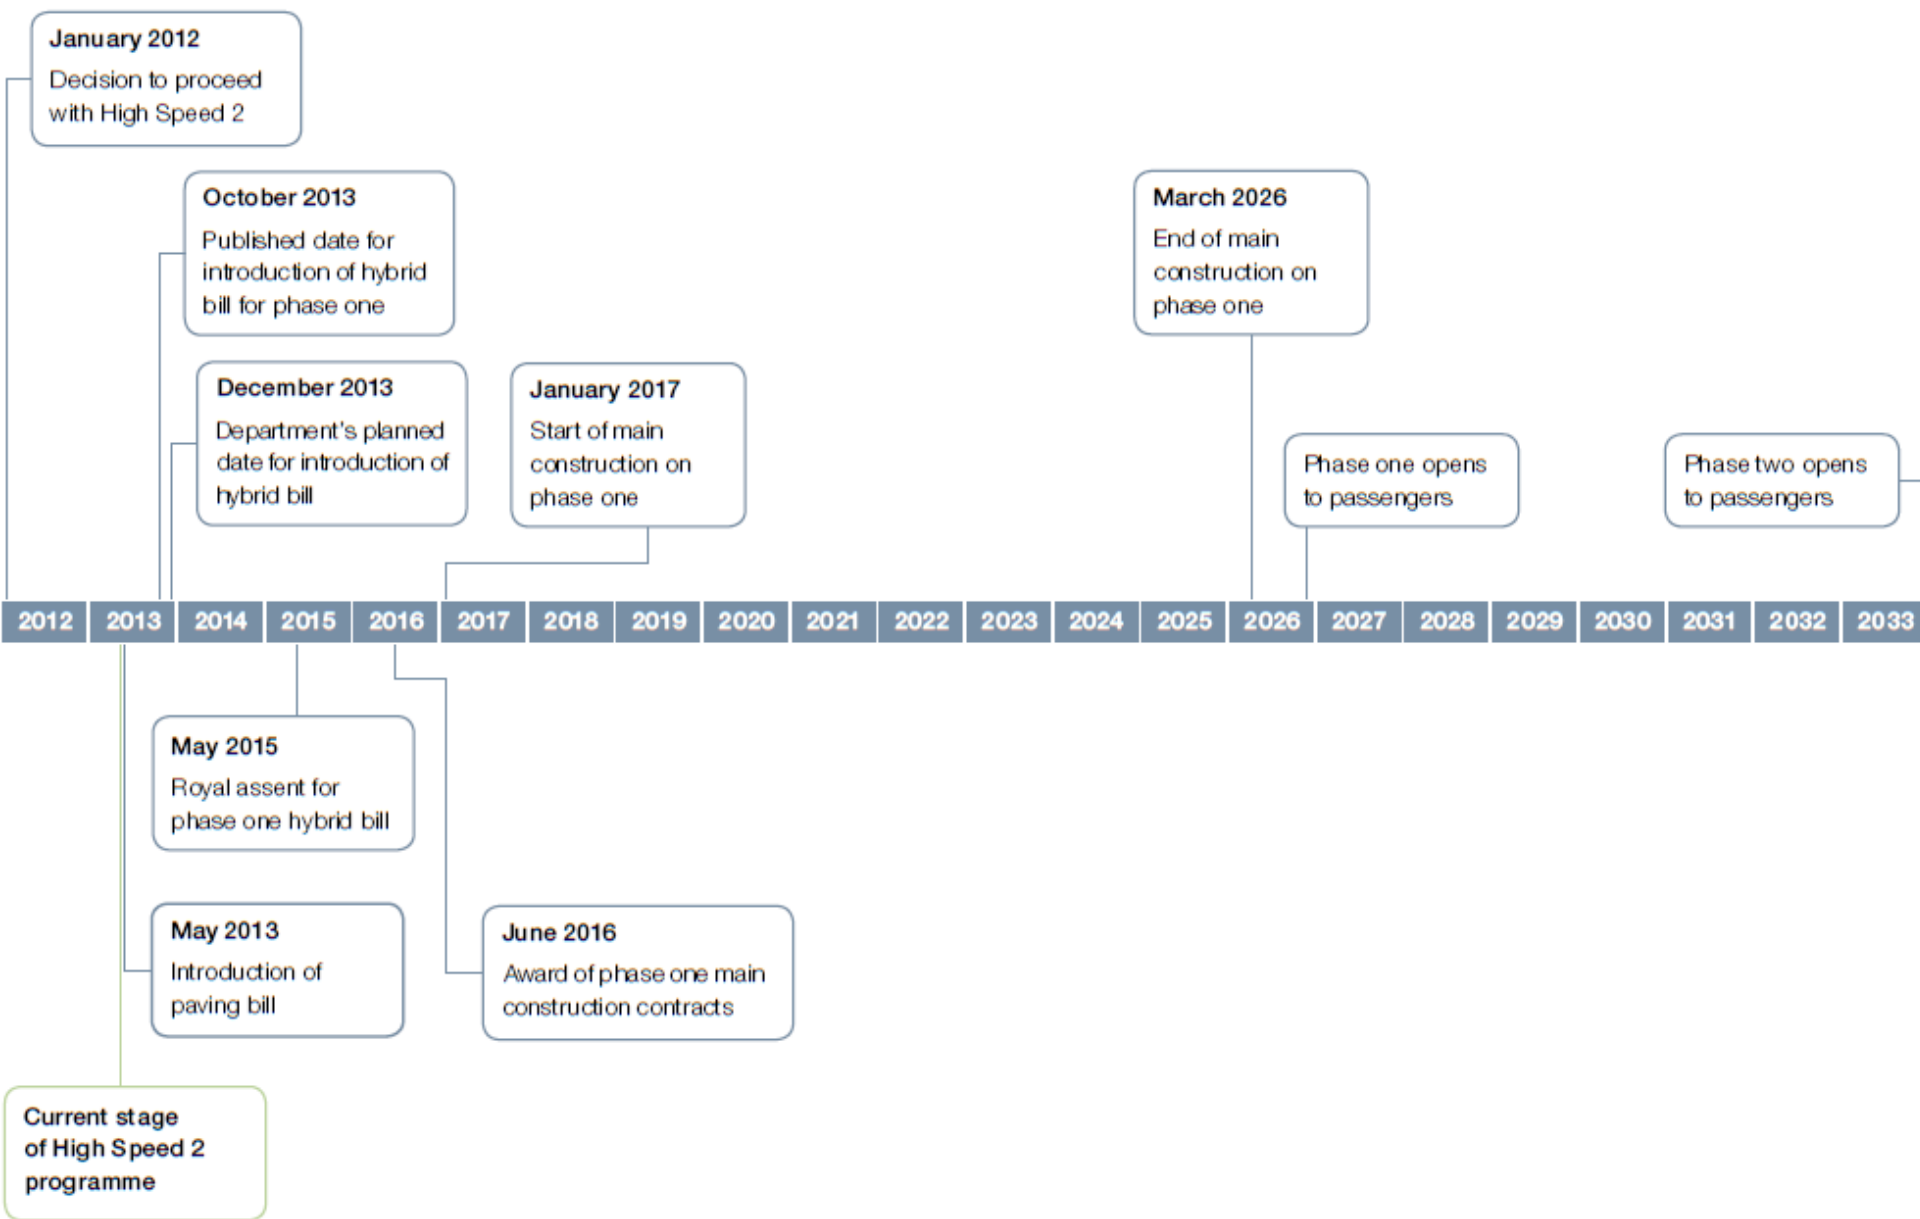 January 2012
Decision to proceed
with High Speed 2
October 2013
Published date for
introduction of hybrid
bill for phase one
March 2026
End of main
construction on
phase one
December 2013
Department's planned
date for introduction of
hybrid bill
January 2017
Start of main
construction on
phase one
Phase one opens
to passengers
Phase two opens
to passengers
2012 2013 2014 2015 2016 2017 2018 2019 2020 2021 2022 2023 2024 2025 2026 2027 2028 2029 2030 2031 2032 2033
May 2015
Royal assent for
phase one hybrid bill
May 2013
Introduction of
paving bill
June 2016
Award of phase one main
construction contracts
Current stage
of High Speed 2
programme